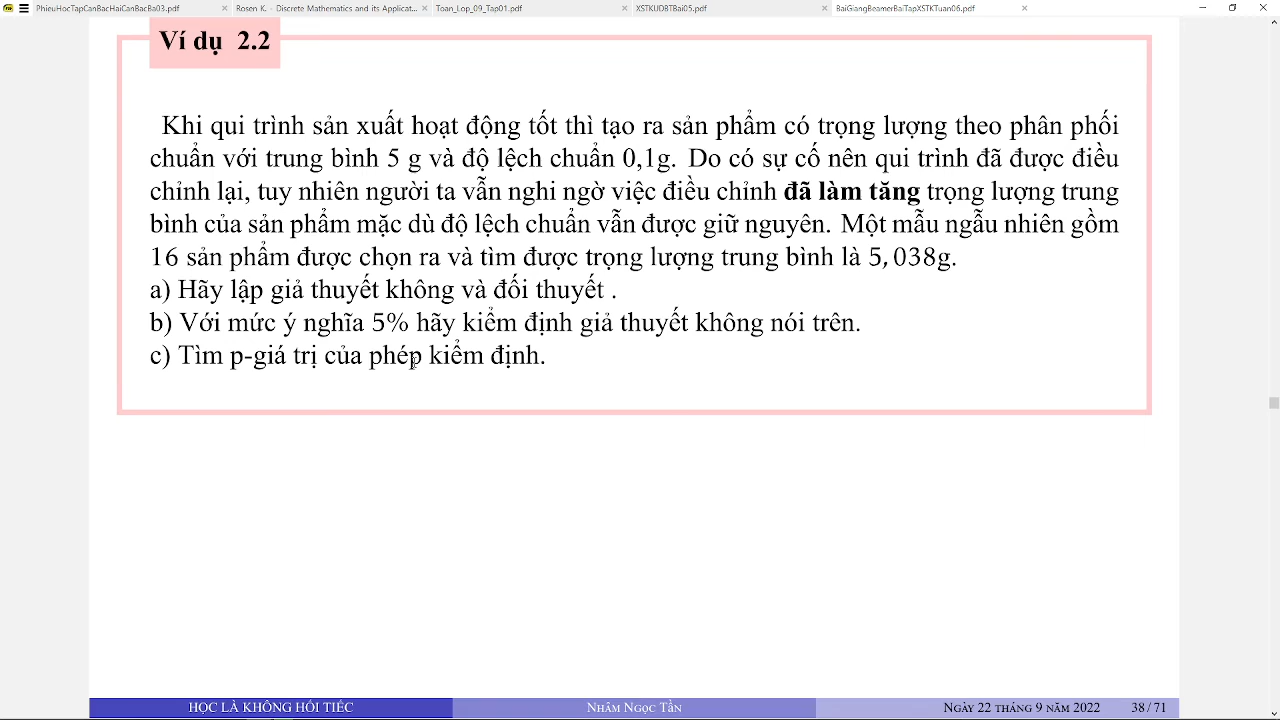 PhieuHocTapCanBacHaiCanBacBa03.pdf
Rosen K. - Discrete Mathematics and its Applicat...
Toan_Lop_09_Tap01.pdf
XSTKUDBTBai05.pdf
BaiGiangBeamerBaiTapXSTKTuan06.pdf
Ví dụ 2.2
Khi qui trình sản xuất hoạt động tốt thì tạo ra sản phẩm có trọng lượng theo phân phối
chuẩn với trung bình 5 g và độ lệch chuẩn 0,1g. Do có sự cố nên qui trình đã được điều
chỉnh lại, tuy nhiên người ta vẫn nghi ngờ việc điều chỉnh đã làm tăng trọng lượng trung
bình của sản phẩm mặc dù độ lệch chuẩn vẫn được giữ nguyên. Một mẫu ngẫu nhiên gồm
16 sản phẩm được chọn ra và tìm được trọng lượng trung bình là 5, 038g.
a) Hãy lập giả thuyết không và đối thuyết .
b) Với mức ý nghĩa 5% hãy kiểm định giả thuyết không nói trên.
c) Tìm p-giá trị của phép kiểm định.
HỌC LÀ KHÔNG HỐI TIẾC
Nhâm Ngọc Tần
Ngày 22 tháng 9 năm 2022
38 / 71